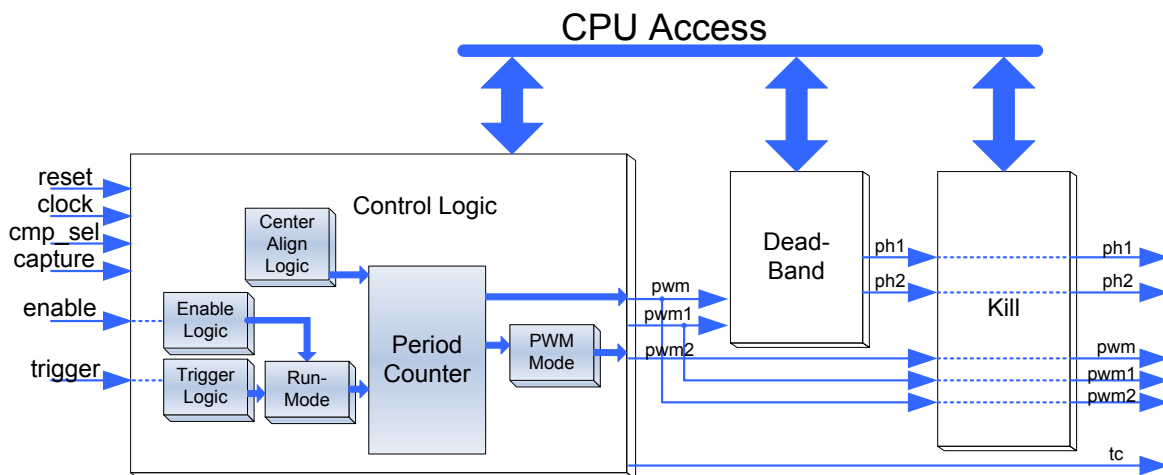 CPU Access
reset
clock
cmp_sel
capture
enable
trigger
Control Logic
Center
Align
Logic
Enable
Logic
Trigger
Logic
Run-
Mode
Period
Counter
PWM
Mode
pwm
pwm1
pwm2
Dead-
Band
ph1
ph2
Kill
ph1
ph2
pwm
pwm1
pwm2
tc